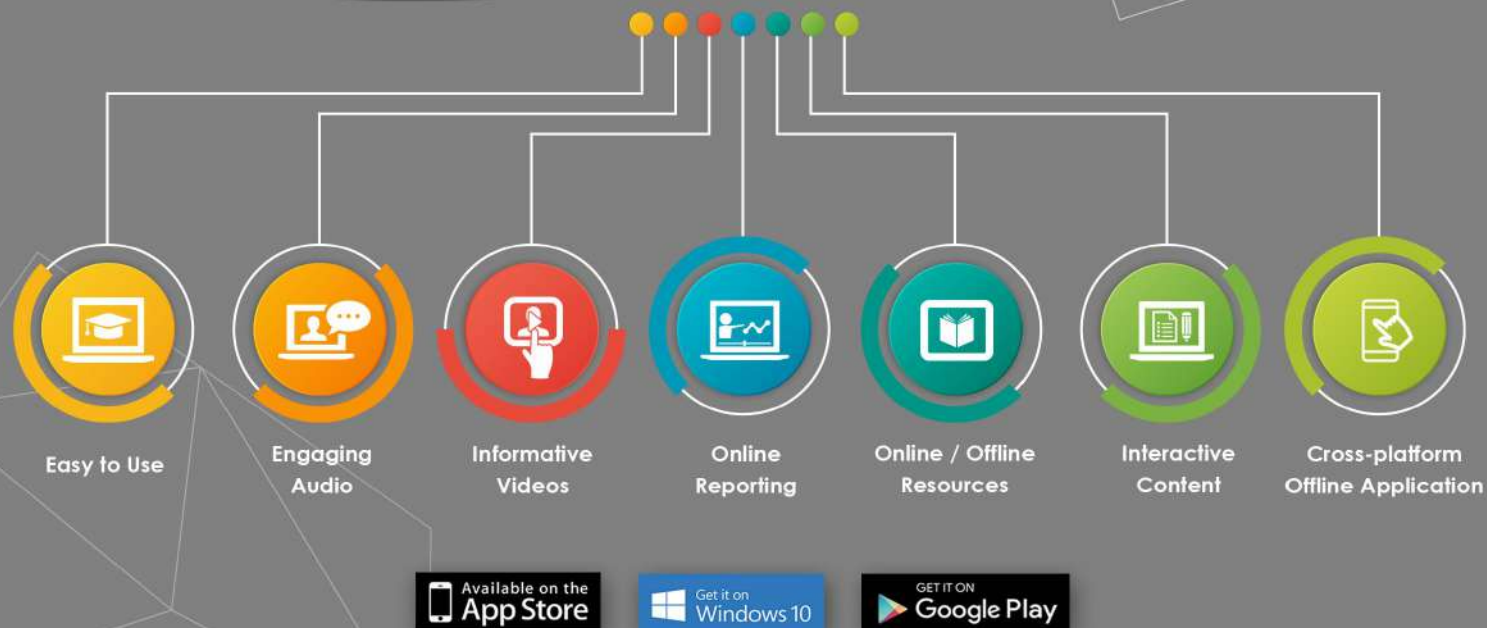 Easy to Use
Engaging
Audio
Informative
Videos
Online
Reporting
Online / Offline
Resources
Interactive
Content
Cross-platform
Offline Application
Available on the
App Store
Get it on
Windows 10
GET IT ON
Google Play